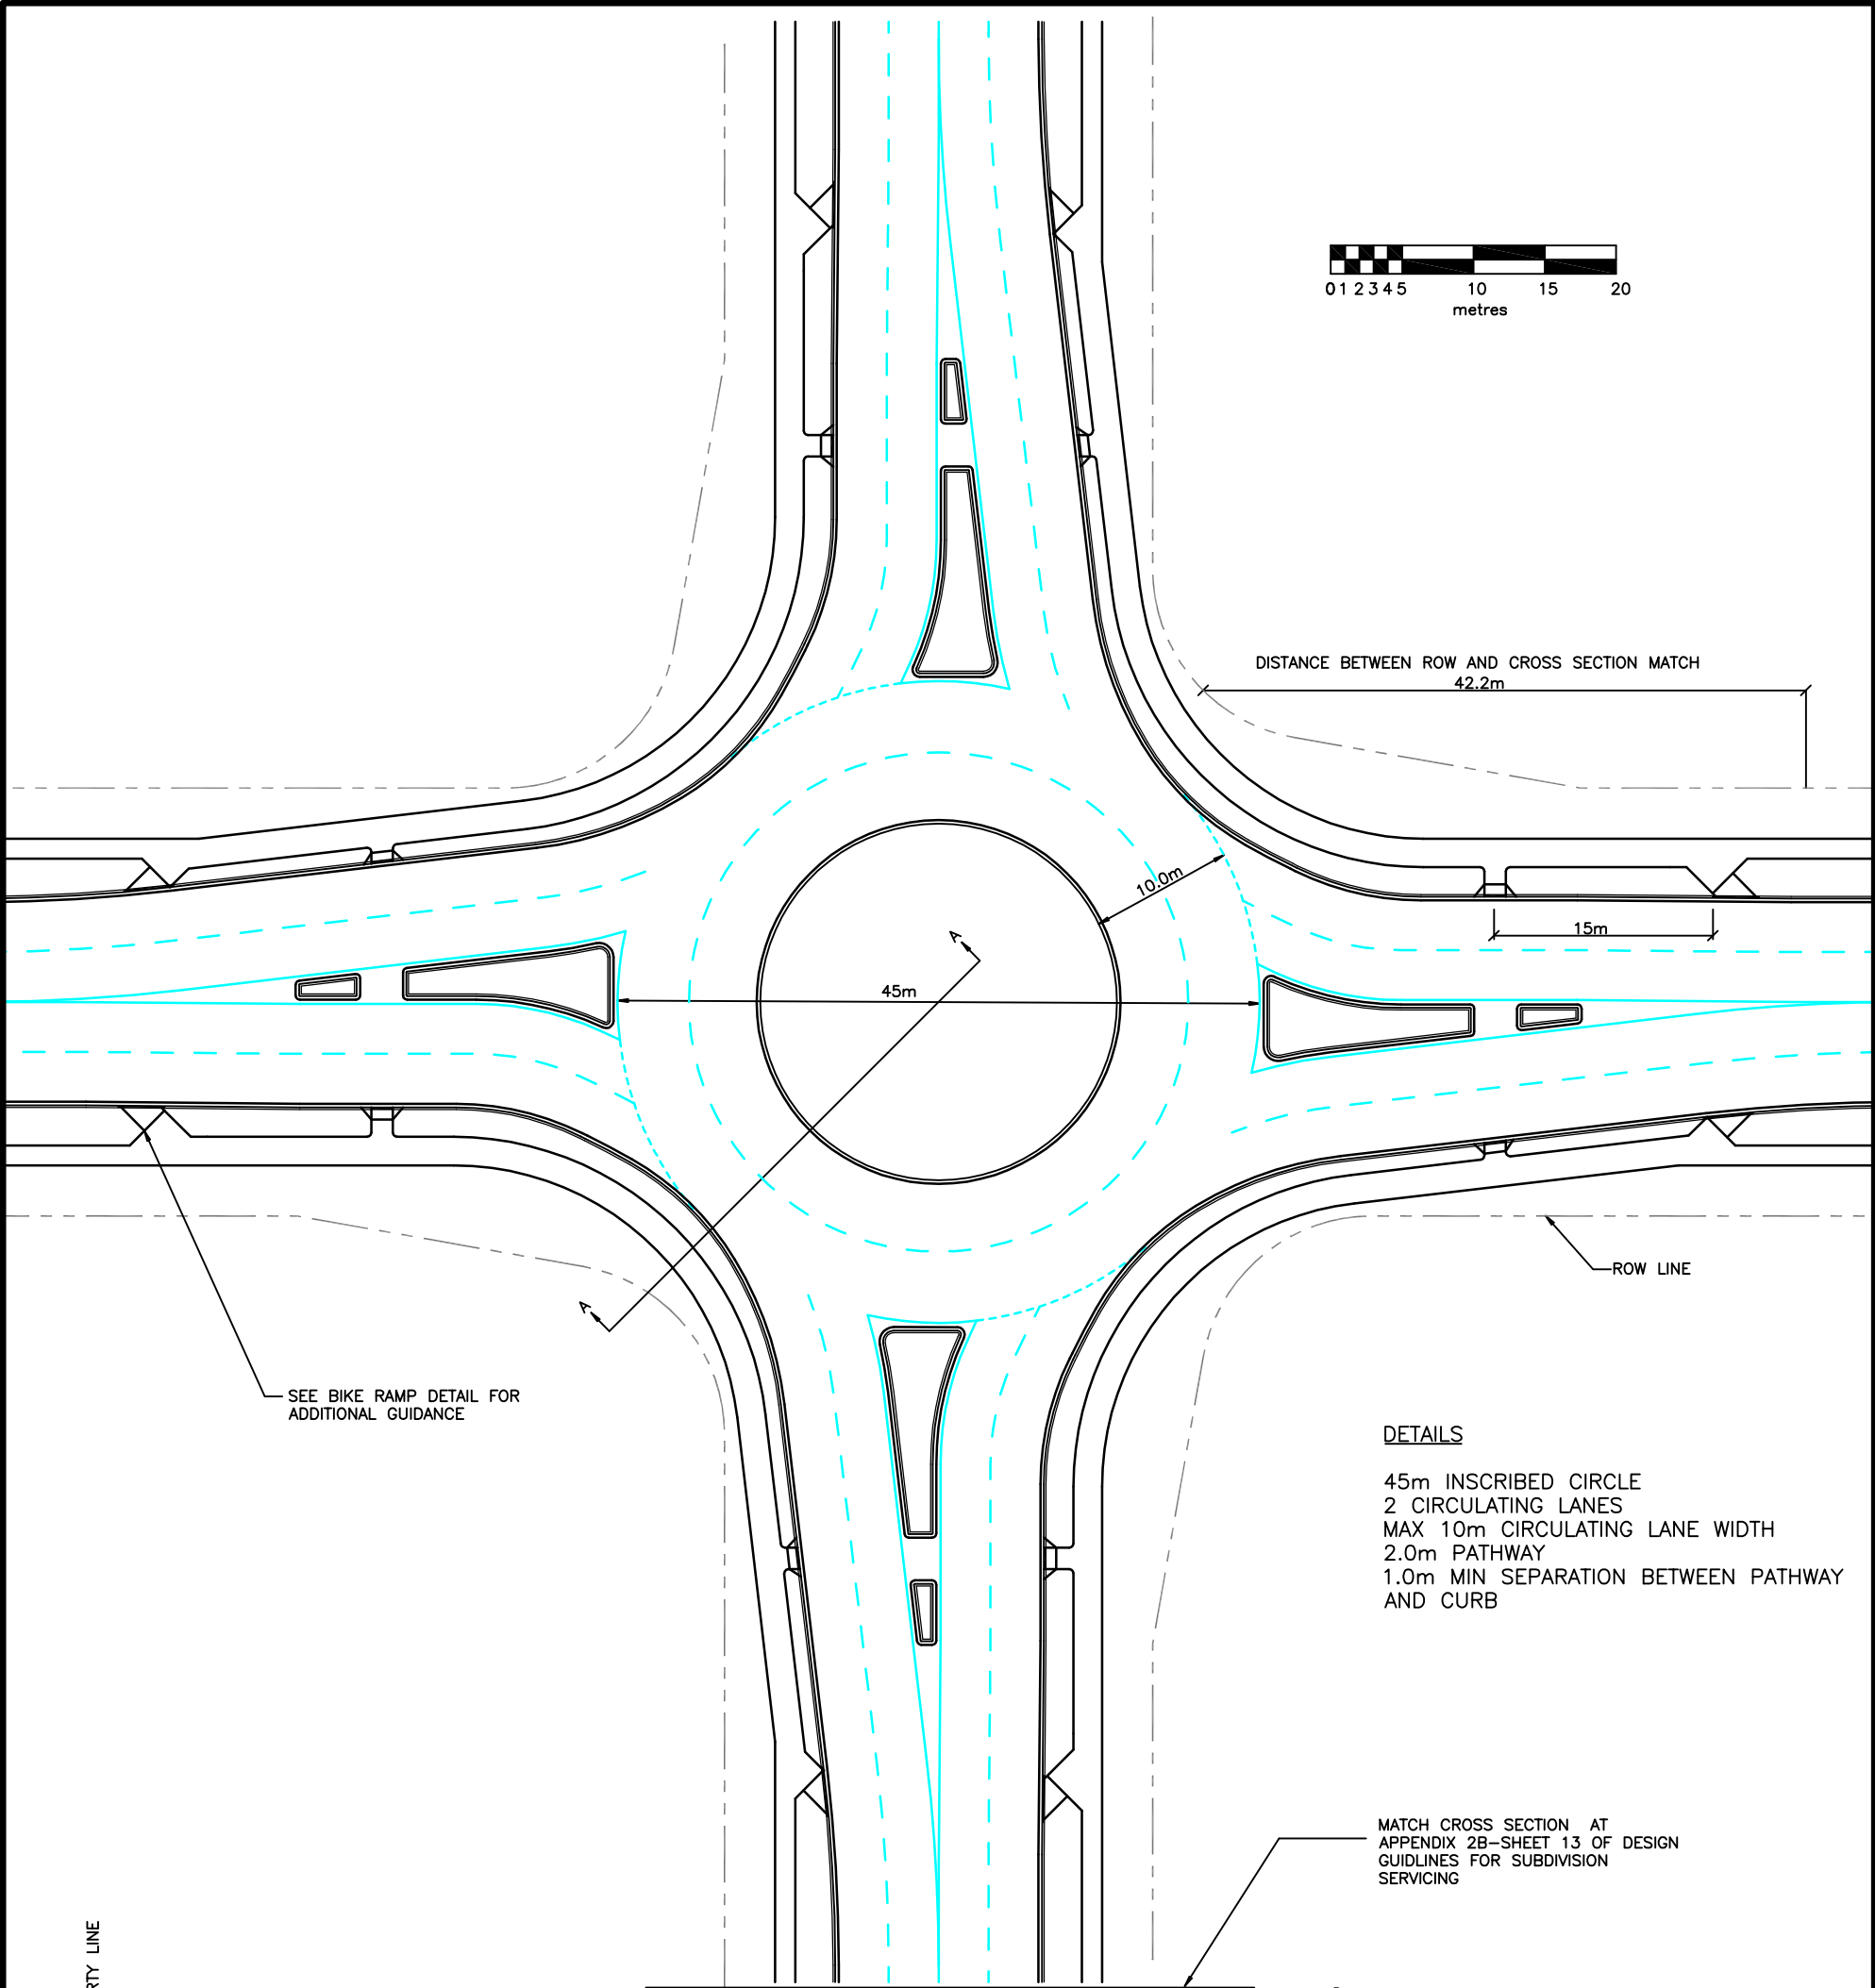 0 1 2 3 4 5 10 15 20
metres
DISTANCE BETWEEN ROW AND CROSS SECTION MATCH
42.2m
10.0m
15m
A
45m
A
ROW LINE
SEE BIKE RAMP DETAIL FOR
ADDITIONAL GUIDANCE
DETAILS
45m INSCRIBED CIRCLE
2 CIRCULATING LANES
MAX 10m CIRCULATING LANE WIDTH
2.0m PATHWAY
1.0m MIN SEPARATION BETWEEN PATHWAY
AND CURB
MATCH CROSS SECTION AT
APPENDIX 2B-SHEET 13 OF DESIGN
GUIDLINES FOR SUBDIVISION
SERVICING
RTY LINE